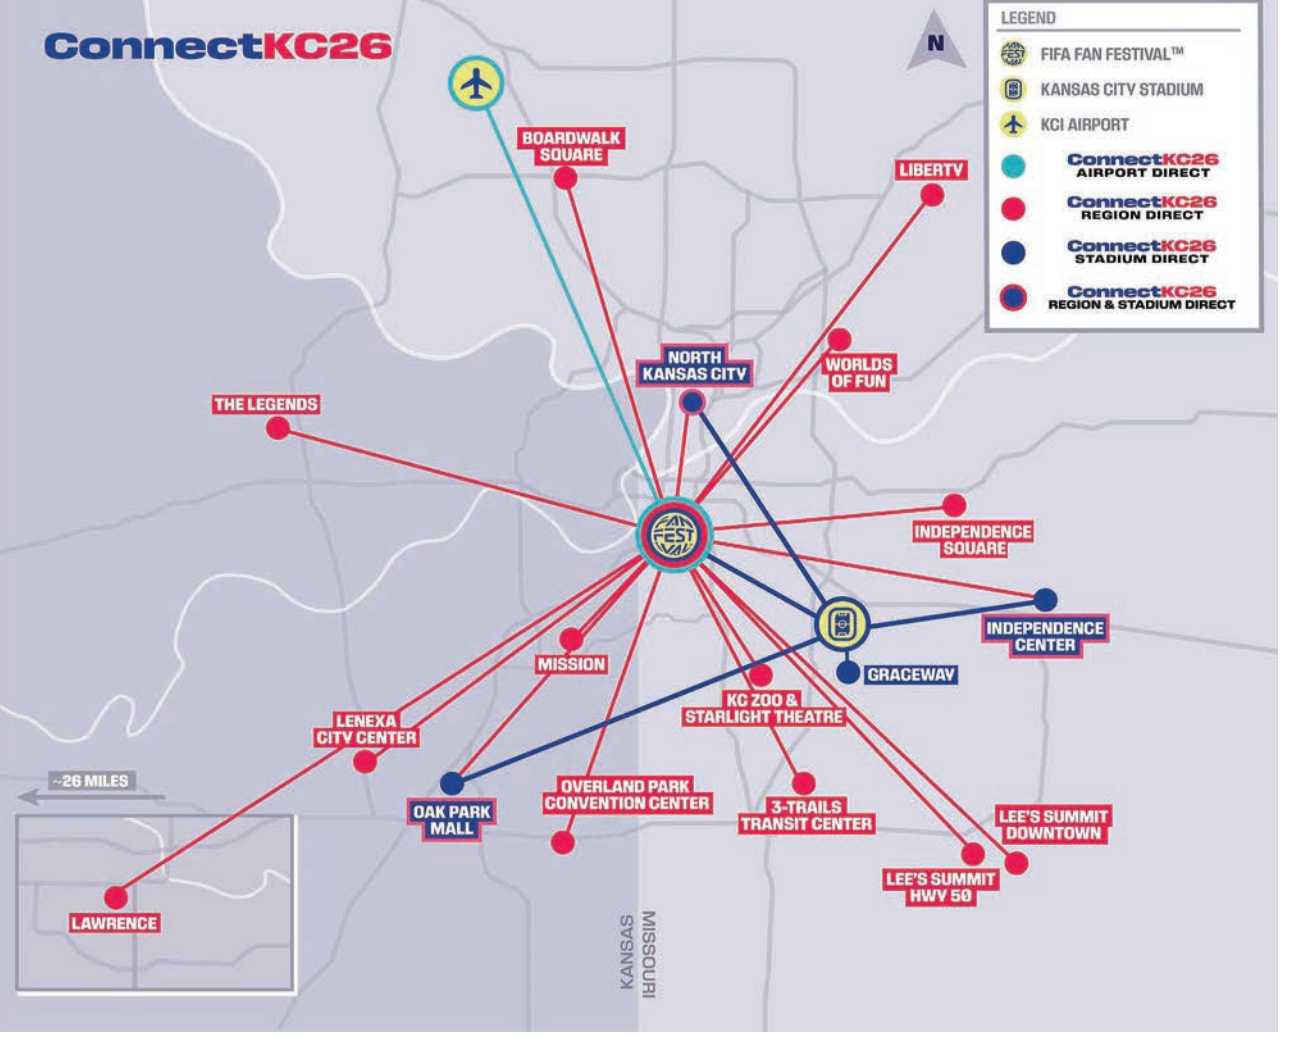 ConnectKC26
N
LEGEND
FIFA FAN FESTIVAL™
KANSAS CITY STADIUM
KCI AIRPORT
ConnectKC26
AIRPORT DIRECT
ConnectKC26
REGION DIRECT
ConnectKC26
STADIUM DIRECT
ConnectKC26
REGION & STADIUM DIRECT
BOARDWALK
SQUARE
LIBERTY
NORTH
KANSAS CITY
WORLDS
OF FUN
THE LEGENDS
FAN
FEST
VAL
INDEPENDENCE
SQUARE
INDEPENDENCE
CENTER
GRACEWAY
MISSION
KC ZOO &
STARLIGHT THEATRE
LENEXA
CITY CENTER
~26 MILES
OAK PARK
MALL
OVERLAND PARK
CONVENTION CENTER
3-TRAILS
TRANSIT CENTER
LEE'S SUMMIT
DOWNTOWN
LEE'S SUMMIT
HWY 50
LAWRENCE
KANSAS
MISSOURI